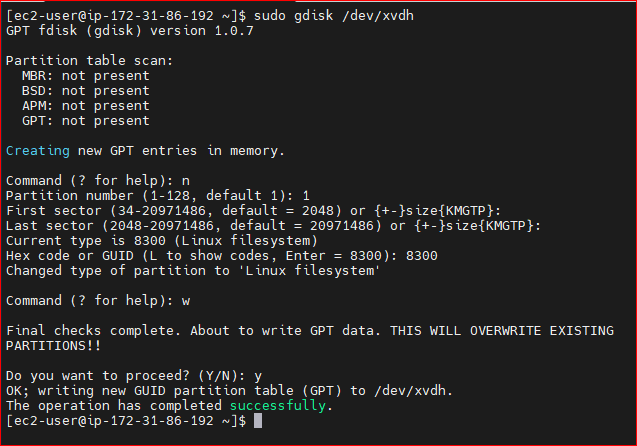 [ec2-user@ip-172-31-86-192 ~]$ sudo gdisk /dev/xvdh
GPT fdisk (gdisk) version 1.0.7
Partition table scan:
  MBR: not present
  BSD: not present
  APM: not present
  GPT: not present
Creating new GPT entries in memory.
Command (? for help): n
Partition number (1-128, default 1): 1
First sector (34-20971486, default = 2048) or {+-}size{KMGTP}:
Last sector (2048-20971486, default = 20971486) or {+-}size{KMGTP}:
Current type is 8300 (Linux filesystem)
Hex code or GUID (L to show codes, Enter = 8300): 8300
Changed type of partition to 'Linux filesystem'
Command (? for help): w
Final checks complete. About to write GPT data. THIS WILL OVERWRITE EXISTING
PARTITIONS!!
Do you want to proceed? (Y/N): y
OK; writing new GUID partition table (GPT) to /dev/xvdh.
The operation has completed successfully.
[ec2-user@ip-172-31-86-192 ~]$